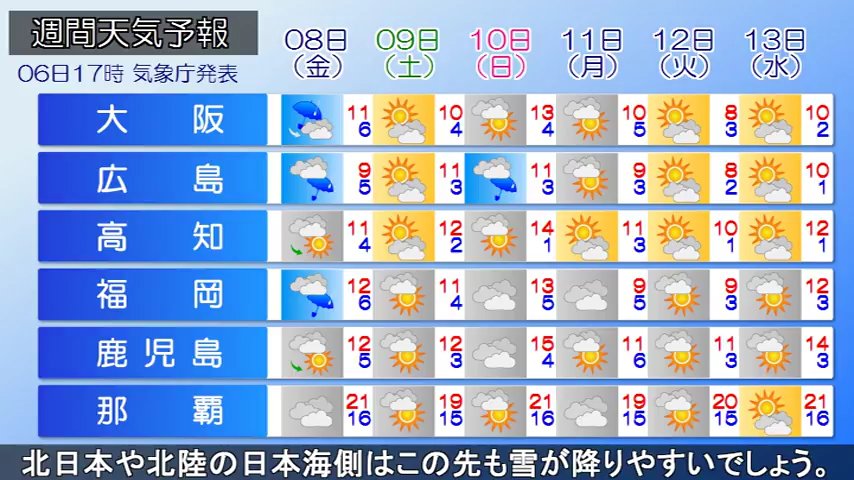 週間天気予報
06日17時 気象庁発表
08日 09日 10日 11日 12日 13日
(金) (土) (日) (月) (火) (水)
大阪 11 6 10 4 13 4 10 5 8 3 10 2
広島 9 5 11 3 11 3 9 3 8 2 10 1
高知 11 4 12 2 14 1 11 3 10 1 12 1
福岡 12 6 11 4 13 5 9 5 9 3 12 3
鹿児島 12 5 12 3 15 4 11 6 11 3 14 3
那覇 21 16 19 15 21 16 19 15 20 15 21 16
北日本や北陸の日本海側はこの先も雪が降りやすいでしょう。